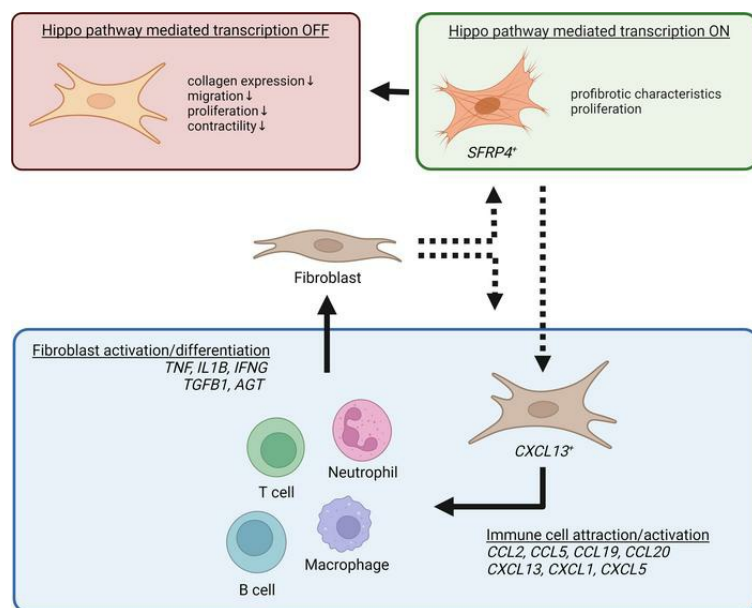 Hippo pathway mediated transcription OFF
collagen expression↓
migration↓
proliferation↓
contractility↓
Hippo pathway mediated transcription ON
profibrotic characteristics
proliferation
SFRP4⁺
Fibroblast
Fibroblast activation/differentiation
TNF, IL1B, IFNG
TGFB1, AGT
T cell
Neutrophil
B cell
Macrophage
CXCL13⁺
Immune cell attraction/activation
CCL2, CCL5, CCL19, CCL20
CXCL13, CXCL1, CXCL5